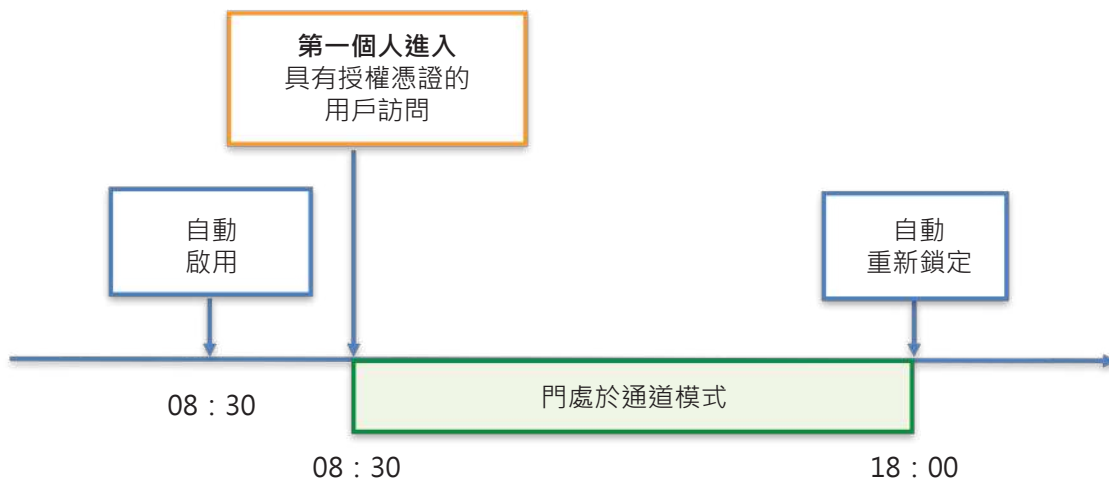 第一個人進入
具有授權憑證的
用戶訪問
自動
啟用
自動
重新鎖定
門處於通道模式
08：30
08：30
18：00